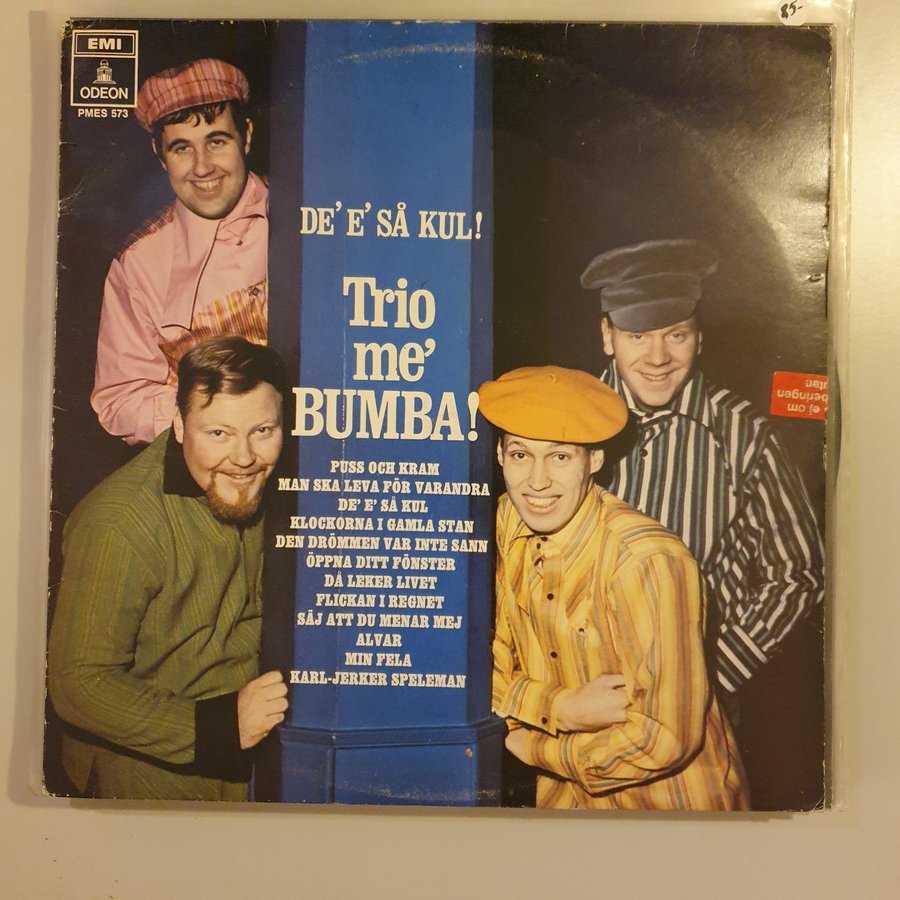 85-
EMI
ODEON
PMES 573
DE' E' SÅ KUL!
Trio
me'
BUMBA!
PUSS OCH KRAM
MAN SKA LEVA FÖR VARANDRA
DE' E' SÅ KUL
KLOCKORNA I GAMLA STAN
DEN DRÖMMEN VAR INTE SANN
ÖPPNA DITT FÖNSTER
DÅ LEKER LIVET
FLICKAN I REGNET
SÄJ ATT DU MENAR MEJ
ALVAR
MIN FELA
KARL-JERKER SPELEMAN
ej om